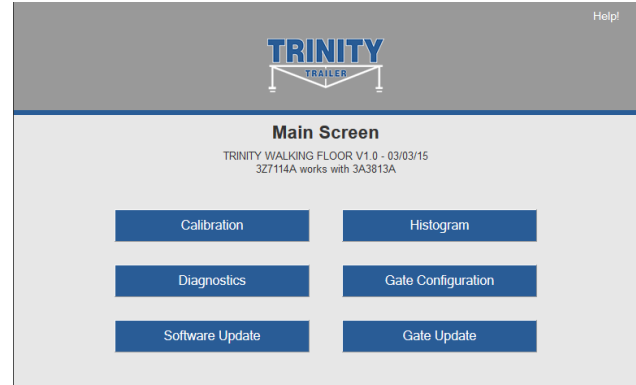 Help!
TRINITY
TRAILER
Main Screen
TRINITY WALKING FLOOR V1.0 - 03/03/15
3Z7114A works with 3A3813A
Calibration
Histogram
Diagnostics
Gate Configuration
Software Update
Gate Update